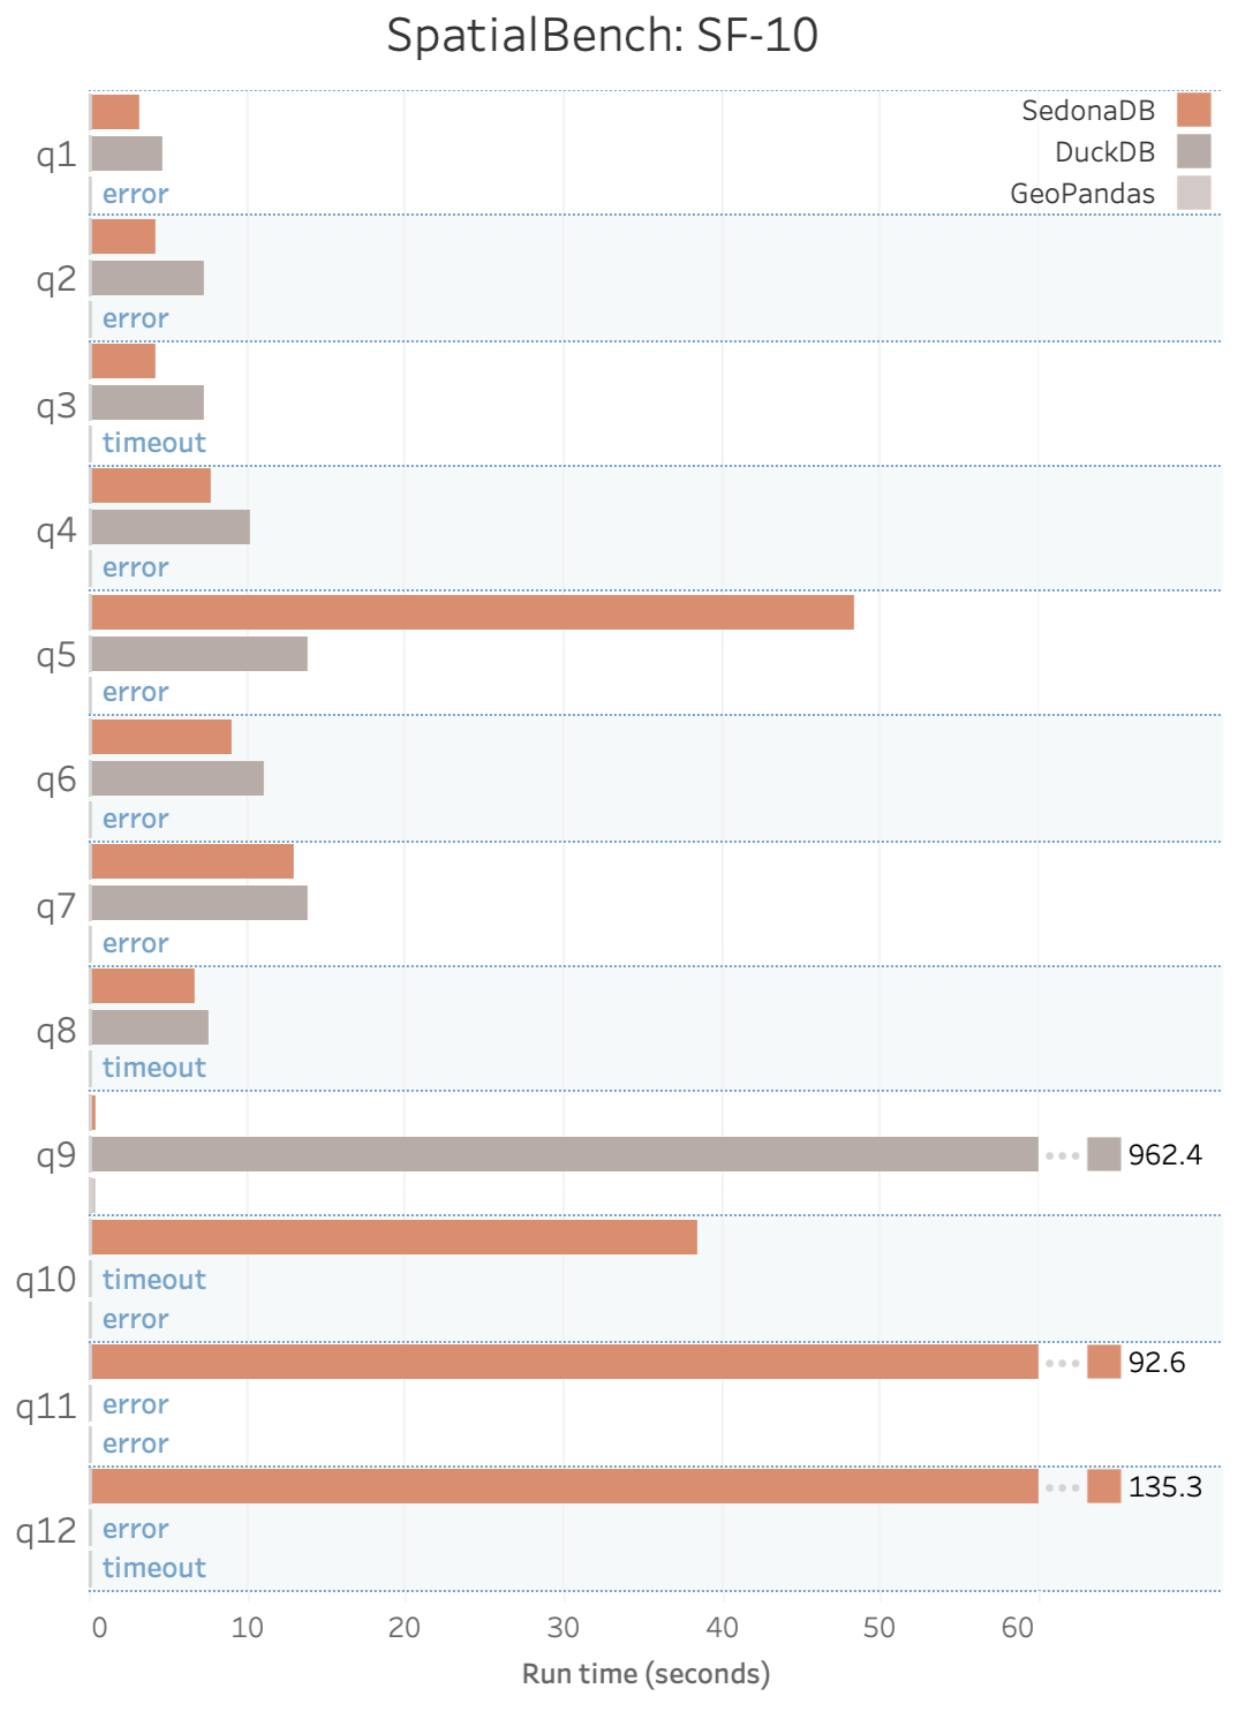 SpatialBench: SF-10
SedonaDB
DuckDB
GeoPandas
q1
error
q2
error
q3
timeout
q4
error
q5
error
q6
error
q7
error
q8
timeout
q9
962.4
q10
timeout
error
92.6
q11
error
error
135.3
q12
error
timeout
0 10 20 30 40 50 60
Run time (seconds)